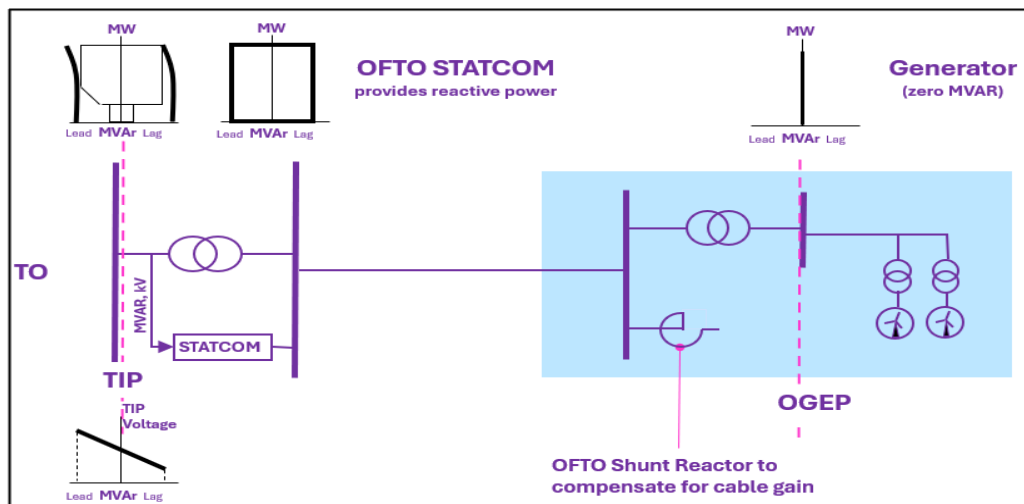 MW
Lead MVAr Lag
MW
Lead MVAr Lag
OFTO STATCOM
provides reactive power
MW
Lead MVAr Lag
Generator
(zero MVAR)
TO
MVAR, kV
STATCOM
TIP
TIP
Voltage
Lead MVAr Lag
OGEP
OFTO Shunt Reactor to
compensate for cable gain